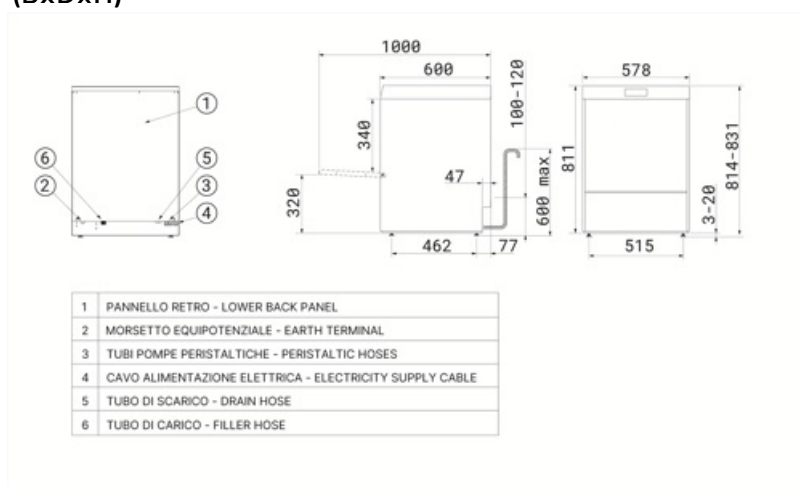 (BxDxH)
1000
600
578
100-120
1
340
811
814-831
6
5
47
2
3
600 max
320
4
3-20
462
77
515
1 PANNELLO RETRO - LOWER BACK PANEL
2 MORSETTO EQUIPOTENZIALE - EARTH TERMINAL
3 TUBI POMPE PERISTALTICHE - PERISTALTIC HOSES
4 CAVO ALIMENTAZIONE ELETTRICA - ELECTRICITY SUPPLY CABLE
5 TUBO DI SCARICO - DRAIN HOSE
6 TUBO DI CARICO - FILLER HOSE